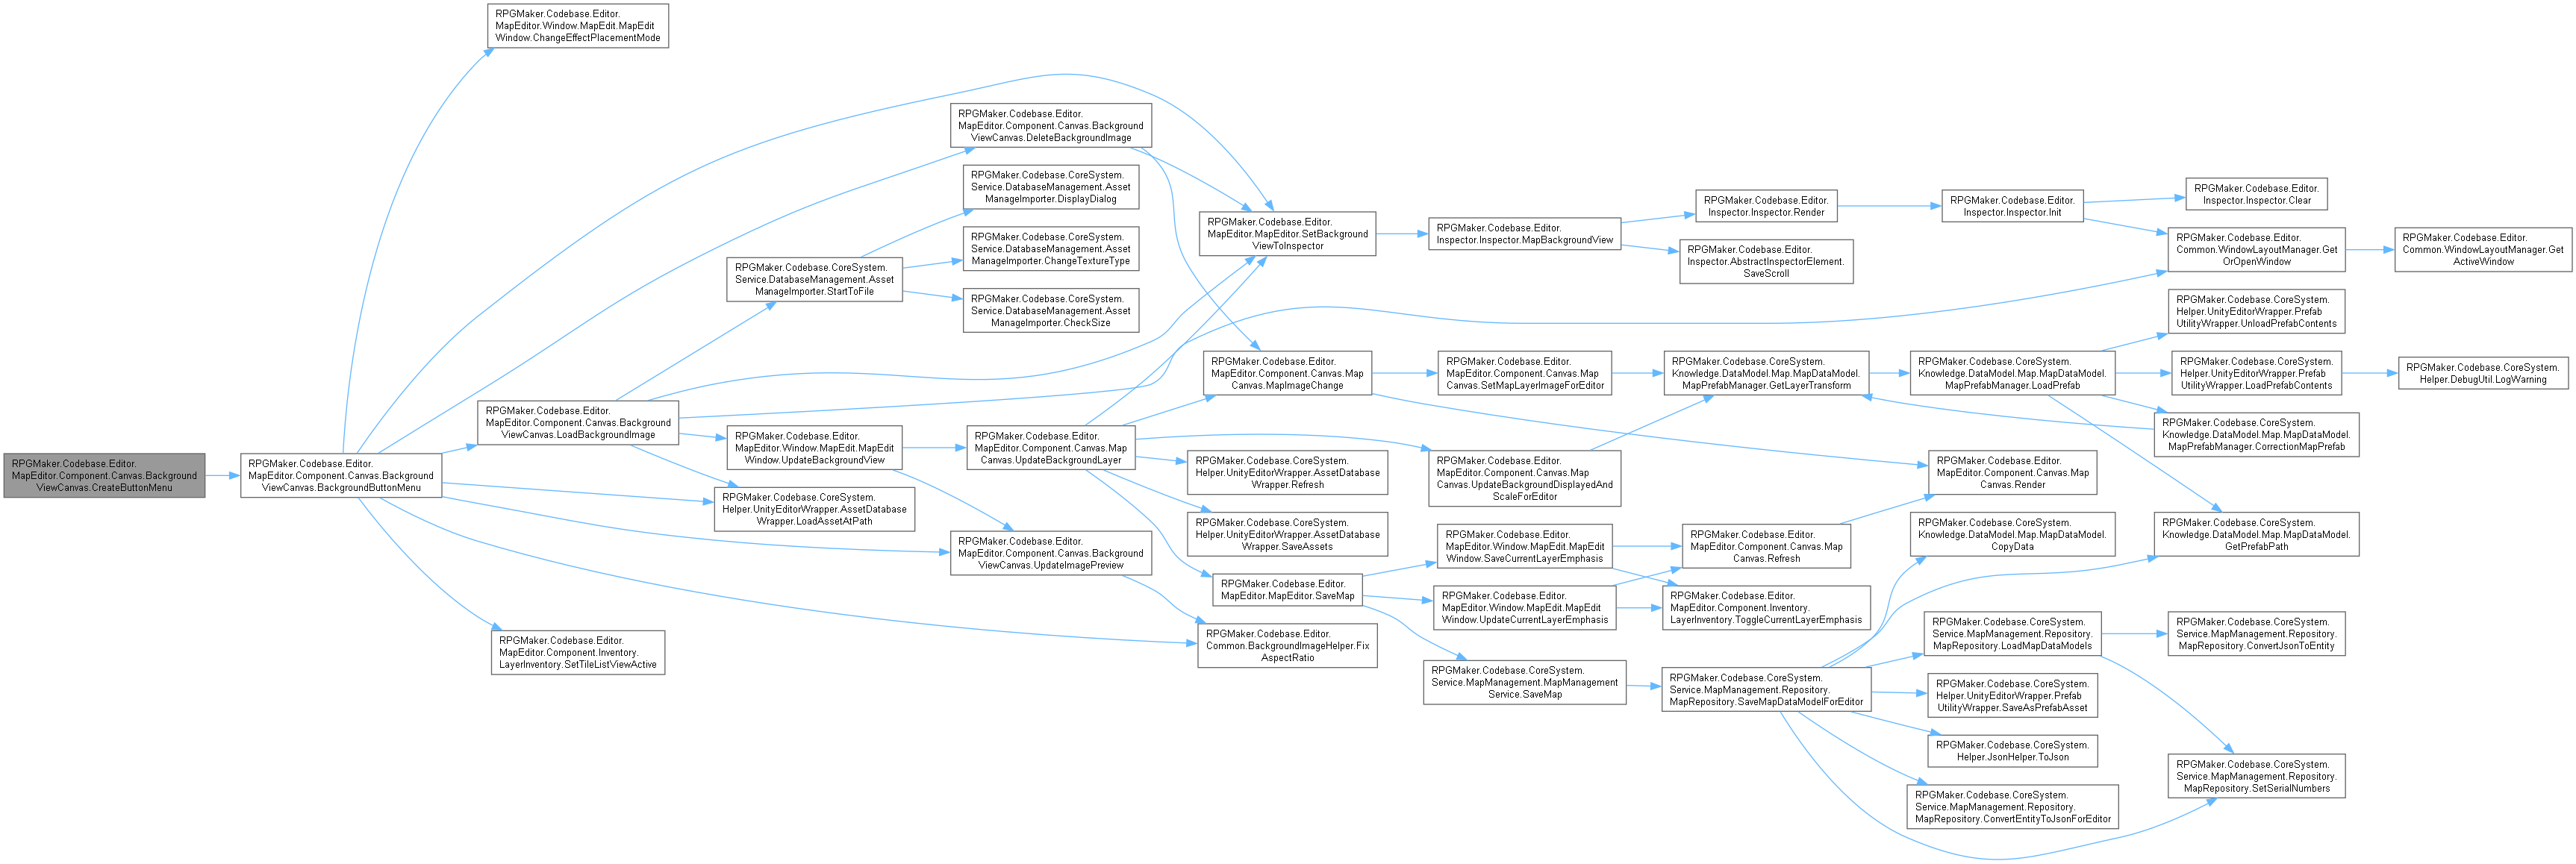 RPGMaker.Codebase.Editor.
MapEditor.Component.Canvas.Background
ViewCanvas.CreateButtonMenu
RPGMaker.Codebase.Editor.
MapEditor.Component.Canvas.Background
ViewCanvas.BackgroundButtonMenu
RPGMaker.Codebase.Editor.
MapEditor.Window.MapEdit.MapEdit
Window.ChangeEffectPlacementMode
RPGMaker.Codebase.Editor.
MapEditor.Component.Canvas.Background
ViewCanvas.LoadBackgroundImage
RPGMaker.Codebase.Editor.
MapEditor.Component.Inventory.
LayerInventory.SetTileListViewActive
RPGMaker.Codebase.CoreSystem.
Service.DatabaseManagement.Asset
ManageImporter.StartToFile
RPGMaker.Codebase.Editor.
MapEditor.Window.MapEdit.MapEdit
Window.UpdateBackgroundView
RPGMaker.Codebase.CoreSystem.
Helper.UnityEditorWrapper.AssetDatabase
Wrapper.LoadAssetAtPath
RPGMaker.Codebase.Editor.
MapEditor.Component.Canvas.Background
ViewCanvas.DeleteBackgroundImage
RPGMaker.Codebase.CoreSystem.
Service.DatabaseManagement.Asset
ManageImporter.DisplayDialog
RPGMaker.Codebase.CoreSystem.
Service.DatabaseManagement.Asset
ManageImporter.ChangeTextureType
RPGMaker.Codebase.CoreSystem.
Service.DatabaseManagement.Asset
ManageImporter.CheckSize
RPGMaker.Codebase.Editor.
MapEditor.Component.Canvas.Map
Canvas.UpdateBackgroundLayer
RPGMaker.Codebase.Editor.
MapEditor.Component.Canvas.Background
ViewCanvas.UpdateImagePreview
RPGMaker.Codebase.Editor.
MapEditor.MapEditor.SetBackground
ViewToInspector
RPGMaker.Codebase.Editor.
MapEditor.Component.Canvas.Map
Canvas.MapImageChange
RPGMaker.Codebase.CoreSystem.
Helper.UnityEditorWrapper.AssetDatabase
Wrapper.Refresh
RPGMaker.Codebase.CoreSystem.
Helper.UnityEditorWrapper.AssetDatabase
Wrapper.SaveAssets
RPGMaker.Codebase.Editor.
MapEditor.MapEditor.SaveMap
RPGMaker.Codebase.Editor.
Common.BackgroundImageHelper.Fix
AspectRatio
RPGMaker.Codebase.Editor.
Inspector.Inspector.MapBackgroundView
RPGMaker.Codebase.Editor.
MapEditor.Component.Canvas.Map
Canvas.SetMapLayerImageForEditor
RPGMaker.Codebase.Editor.
MapEditor.Component.Canvas.Map
Canvas.UpdateBackgroundDisplayedAnd
ScaleForEditor
RPGMaker.Codebase.Editor.
MapEditor.Window.MapEdit.MapEdit
Window.SaveCurrentLayerEmphasis
RPGMaker.Codebase.Editor.
MapEditor.Window.MapEdit.MapEdit
Window.UpdateCurrentLayerEmphasis
RPGMaker.Codebase.CoreSystem.
Service.MapManagement.MapManagement
Service.SaveMap
RPGMaker.Codebase.Editor.
Inspector.Inspector.Render
RPGMaker.Codebase.Editor.
Inspector.AbstractInspectorElement.
SaveScroll
RPGMaker.Codebase.CoreSystem.
Knowledge.DataModel.Map.MapDataModel.
MapPrefabManager.GetLayerTransform
RPGMaker.Codebase.Editor.
MapEditor.Component.Canvas.Map
Canvas.Refresh
RPGMaker.Codebase.Editor.
MapEditor.Component.Inventory.
LayerInventory.ToggleCurrentLayerEmphasis
RPGMaker.Codebase.CoreSystem.
Service.MapManagement.Repository.
MapRepository.SaveMapDataModelForEditor
RPGMaker.Codebase.Editor.
Inspector.Inspector.Init
RPGMaker.Codebase.CoreSystem.
Knowledge.DataModel.Map.MapDataModel.
MapPrefabManager.LoadPrefab
RPGMaker.Codebase.Editor.
MapEditor.Component.Canvas.Map
Canvas.Render
RPGMaker.Codebase.CoreSystem.
Knowledge.DataModel.Map.MapDataModel.
CopyData
RPGMaker.Codebase.CoreSystem.
Service.MapManagement.Repository.
MapRepository.LoadMapDataModels
RPGMaker.Codebase.CoreSystem.
Helper.UnityEditorWrapper.Prefab
UtilityWrapper.SaveAsPrefabAsset
RPGMaker.Codebase.CoreSystem.
Helper.JsonHelper.ToJson
RPGMaker.Codebase.CoreSystem.
Service.MapManagement.Repository.
MapRepository.ConvertEntityToJsonForEditor
RPGMaker.Codebase.Editor.
Inspector.Inspector.Clear
RPGMaker.Codebase.Editor.
Common.WindowLayoutManager.Get
OrOpenWindow
RPGMaker.Codebase.CoreSystem.
Helper.UnityEditorWrapper.Prefab
UtilityWrapper.UnloadPrefabContents
RPGMaker.Codebase.CoreSystem.
Helper.UnityEditorWrapper.Prefab
UtilityWrapper.LoadPrefabContents
RPGMaker.Codebase.CoreSystem.
Knowledge.DataModel.Map.MapDataModel.
MapPrefabManager.CorrectionMapPrefab
RPGMaker.Codebase.CoreSystem.
Knowledge.DataModel.Map.MapDataModel.
GetPrefabPath
RPGMaker.Codebase.CoreSystem.
Service.MapManagement.Repository.
MapRepository.ConvertJsonToEntity
RPGMaker.Codebase.CoreSystem.
Service.MapManagement.Repository.
MapRepository.SetSerialNumbers
RPGMaker.Codebase.Editor.
Common.WindowLayoutManager.Get
ActiveWindow
RPGMaker.Codebase.CoreSystem.
Helper.DebugUtil.LogWarning